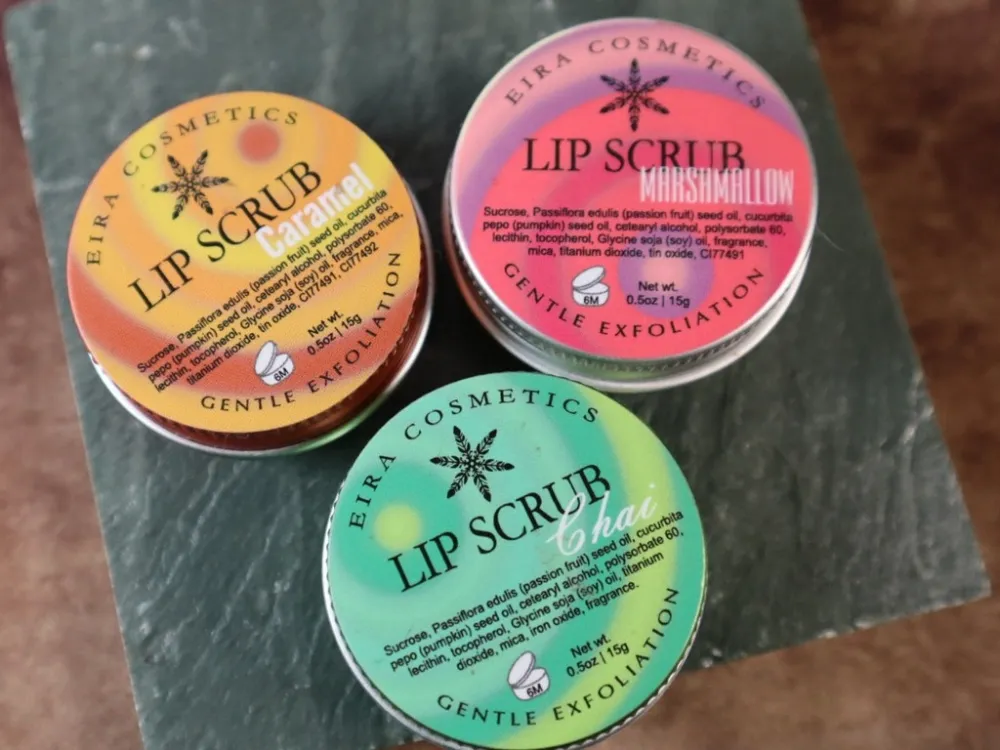 EIRA COSMETICS
LIP SCRUB
Caramel
Sucrose, Passiflora edulis (passion fruit) seed oil, cucurbita
pepo (pumpkin) seed oil, cetearyl alcohol, polysorbate 60,
lecithin, tocopherol, Glycine soja (soy) oil, fragrance, mica,
titanium dioxide, tin oxide, CI77491. CI77492
Net wt.
0.5oz | 15g
6M
GENTLE EXFOLIATION
EIRA COSMETICS
LIP SCRUB
MARSHMALLOW
Sucrose, Passiflora edulis (passion fruit) seed oil, cucurbita
pepo (pumpkin) seed oil, cetearyl alcohol, polysorbate 60,
lecithin, tocopherol, Glycine soja (soy) oil, fragrance,
mica, titanium dioxide, tin oxide, CI77491
Net wt.
0.5oz | 15g
6M
GENTLE EXFOLIATION
EIRA COSMETICS
LIP SCRUB
Chai
Sucrose, Passiflora edulis (passion fruit) seed oil, cucurbita
pepo (pumpkin) seed oil, cetearyl alcohol, polysorbate 60,
lecithin, tocopherol, Glycine soja (soy) oil, titanium
dioxide, mica, iron oxide, fragrance.
Net wt.
0.5oz | 15g
6M
GENTLE EXFOLIATION